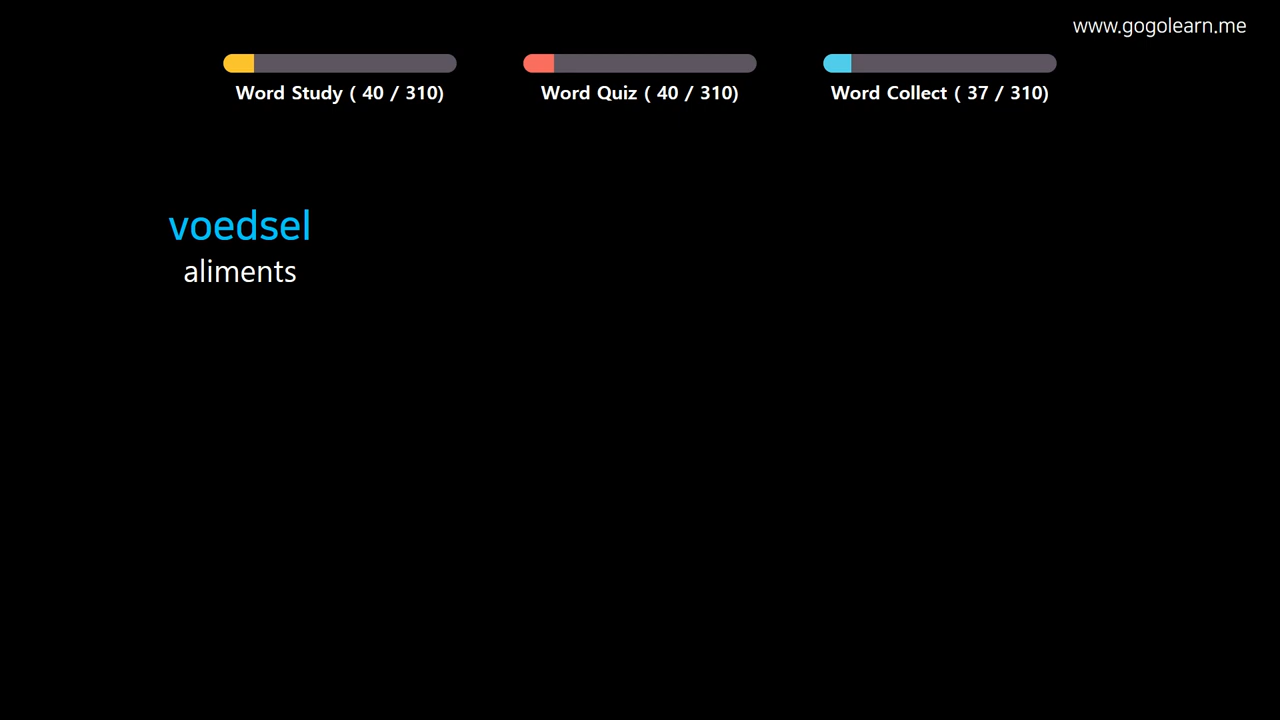 www.gogolearn.me
Word Study ( 40 / 310)
Word Quiz ( 40 / 310)
Word Collect ( 37 / 310)
voedsel
aliments